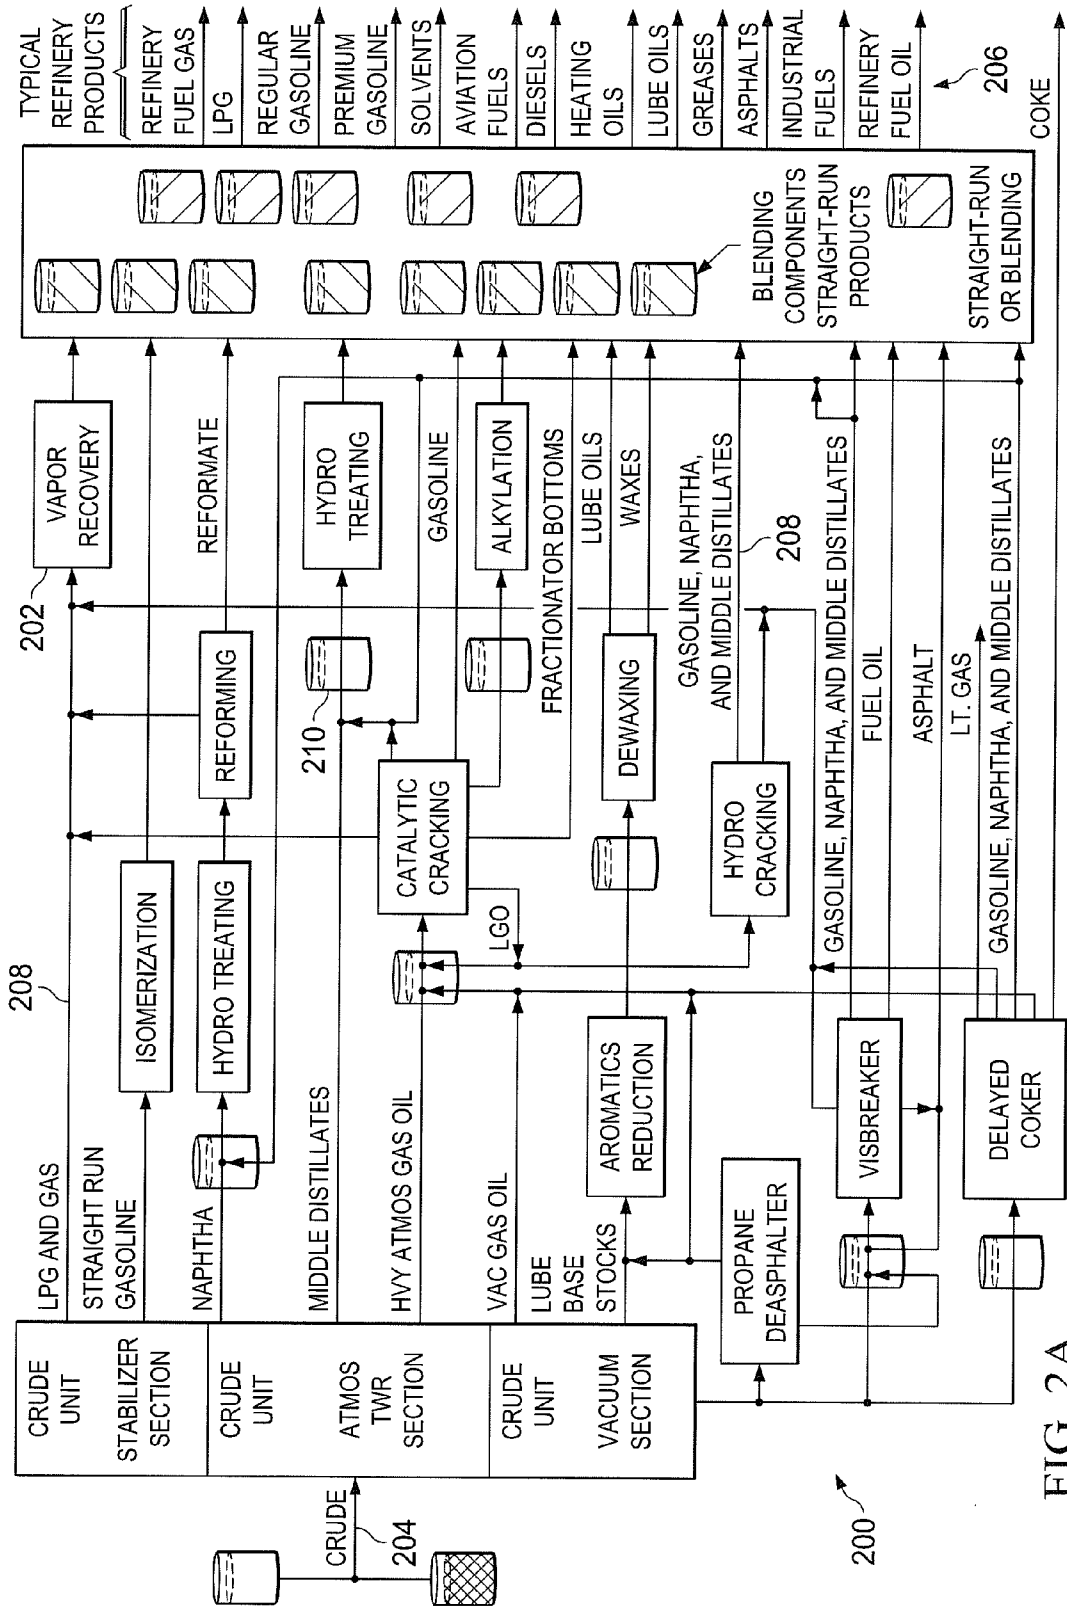 TYPICAL
REFINERY
PRODUCTS
REFINERY
FUEL GAS
LPG
REGULAR
GASOLINE
PREMIUM
GASOLINE
SOLVENTS
AVIATION
FUELS
DIESELS
HEATING
OILS
LUBE OILS
GREASES
ASPHALTS
INDUSTRIAL
FUELS
REFINERY
FUEL OIL
206
COKE
BLENDING
COMPONENTS
STRAIGHT-RUN
PRODUCTS
STRAIGHT-RUN
OR BLENDING
VAPOR
RECOVERY
202
REFORMATE
REFORMING
HYDRO
TREATING
210
GASOLINE
ALKYLATION
FRACTIONATOR BOTTOMS
LUBE OILS
WAXES
DEWAXING
GASOLINE, NAPHTHA,
AND MIDDLE DISTILLATES
208
HYDRO
CRACKING
GASOLINE, NAPHTHA, AND MIDDLE DISTILLATES
FUEL OIL
ASPHALT
LT. GAS
GASOLINE, NAPHTHA, AND MIDDLE DISTILLATES
208
ISOMERIZATION
HYDRO TREATING
CATALYTIC
CRACKING
LGO
AROMATICS
REDUCTION
VISBREAKER
DELAYED
COKER
LPG AND GAS
STRAIGHT RUN
GASOLINE
NAPHTHA
MIDDLE DISTILLATES
HVY ATMOS GAS OIL
VAC GAS OIL
LUBE
BASE
STOCKS
PROPANE
DEASPHALTER
CRUDE
UNIT
STABILIZER
SECTION
CRUDE
UNIT
ATMOS
TWR
SECTION
CRUDE
UNIT
VACUUM
SECTION
CRUDE
204
200
FIG. 2A